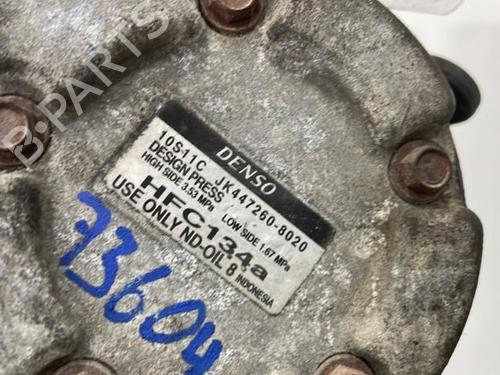 B-PARTS
DENSO
10S11C JK447260-8020
DESIGN PRESS
HIGH SIDE 3.53 MPa LOW SIDE 1.67 MPa
HFC134a
USE ONLY ND-OIL 8 INDONESIA
73604